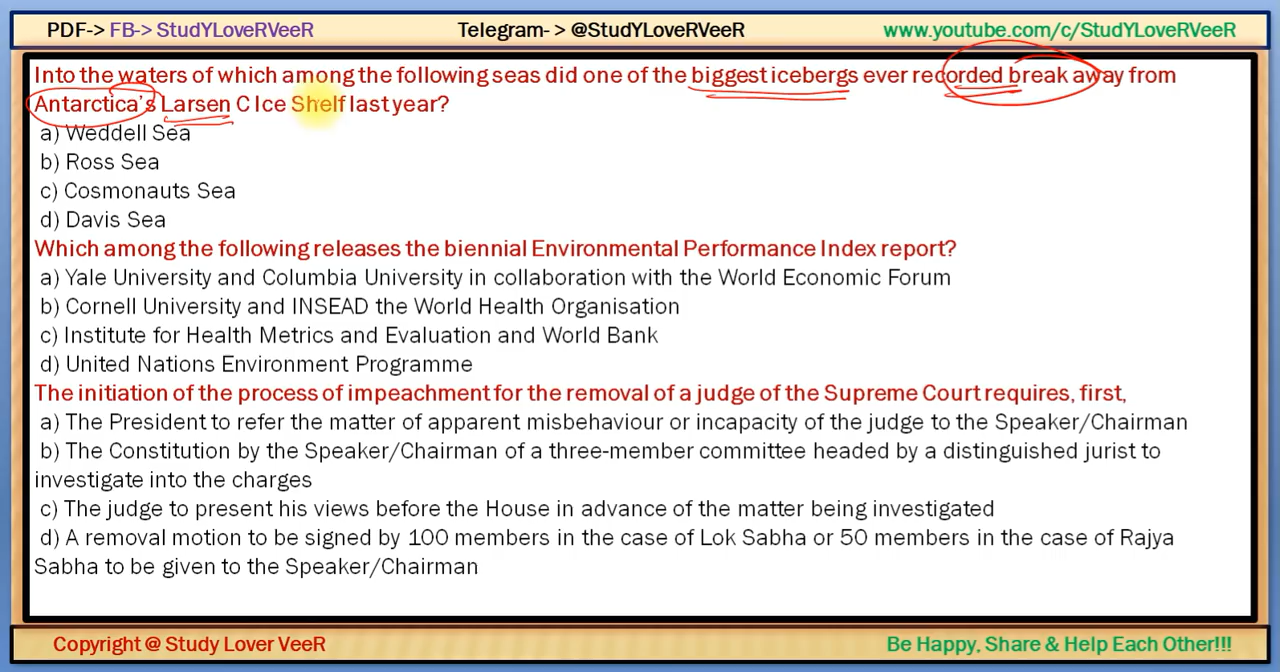 PDF-> FB-> StudYLoveRVeeR Telegram- > @StudYLoveRVeeR www.youtube.com/c/StudYLoveRVeeR
Into the waters of which among the following seas did one of the biggest icebergs ever recorded break away from
Antarctica's Larsen C Ice Shelf last year?
a) Weddell Sea
b) Ross Sea
c) Cosmonauts Sea
d) Davis Sea
Which among the following releases the biennial Environmental Performance Index report?
a) Yale University and Columbia University in collaboration with the World Economic Forum
b) Cornell University and INSEAD the World Health Organisation
c) Institute for Health Metrics and Evaluation and World Bank
d) United Nations Environment Programme
The initiation of the process of impeachment for the removal of a judge of the Supreme Court requires, first,
a) The President to refer the matter of apparent misbehaviour or incapacity of the judge to the Speaker/Chairman
b) The Constitution by the Speaker/Chairman of a three-member committee headed by a distinguished jurist to
investigate into the charges
c) The judge to present his views before the House in advance of the matter being investigated
d) A removal motion to be signed by 100 members in the case of Lok Sabha or 50 members in the case of Rajya
Sabha to be given to the Speaker/Chairman
Copyright @ Study Lover VeeR Be Happy, Share & Help Each Other!!!